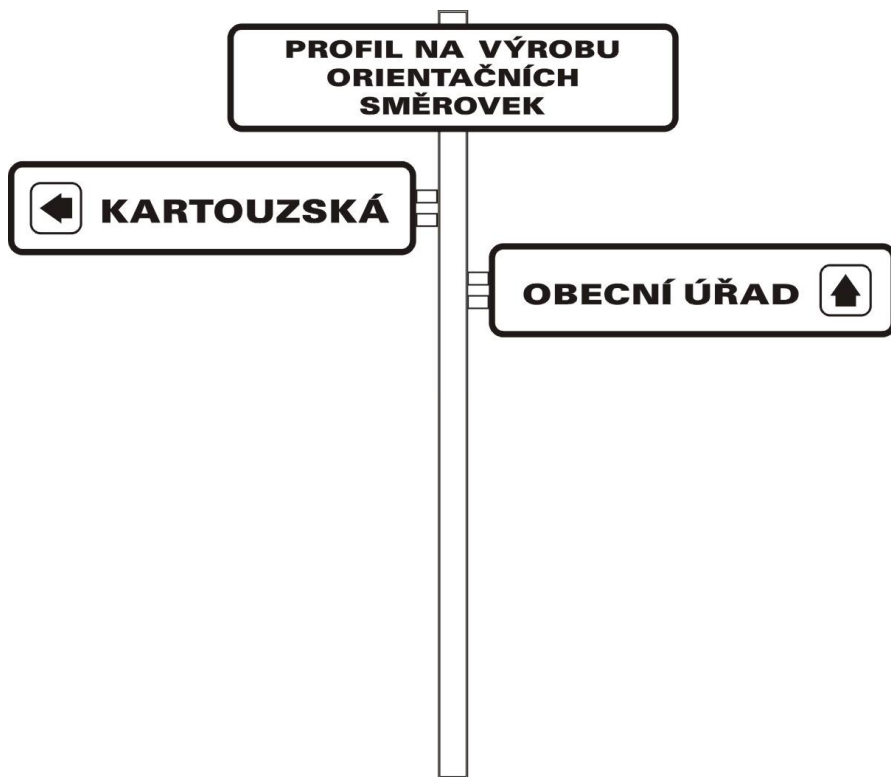 PROFIL NA VÝROBU
ORIENTAČNÍCH
SMĚROVEK
KARTOUZSKÁ
OBECNÍ ÚŘAD